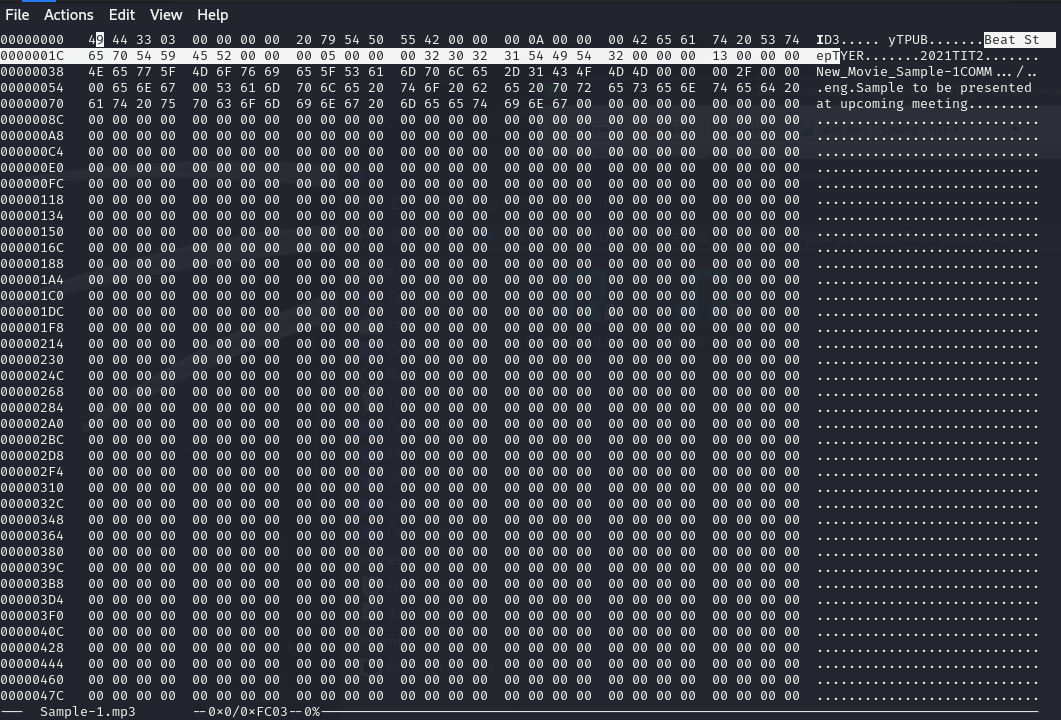 File Actions Edit View Help
00000000 49 44 33 03 00 00 00 00 20 79 54 50 55 42 00 00 00 0A 00 00 00 42 65 61 74 20 53 74 ID3..... yTPUB.......Beat St
0000001C 65 70 54 59 45 52 00 00 00 05 00 00 00 32 30 32 31 54 49 54 32 00 00 00 13 00 00 00 epTYER.......2021TIT2.......
00000038 4E 65 77 5F 4D 6F 76 69 65 5F 53 61 6D 70 6C 65 2D 31 43 4F 4D 4D 00 00 00 2F 00 00 New_Movie_Sample-1COMM.../..
00000054 00 65 6E 67 00 53 61 6D 70 6C 65 20 74 6F 20 62 65 20 70 72 65 73 65 6E 74 65 64 20 .eng.Sample to be presented
00000070 61 74 20 75 70 63 6F 6D 69 6E 67 20 6D 65 65 74 69 6E 67 00 00 00 00 00 00 00 00 00 at upcoming meeting.........
0000008C 00 00 00 00 00 00 00 00 00 00 00 00 00 00 00 00 00 00 00 00 00 00 00 00 00 00 00 00 ............................
000000A8 00 00 00 00 00 00 00 00 00 00 00 00 00 00 00 00 00 00 00 00 00 00 00 00 00 00 00 00 ............................
000000C4 00 00 00 00 00 00 00 00 00 00 00 00 00 00 00 00 00 00 00 00 00 00 00 00 00 00 00 00 ............................
000000E0 00 00 00 00 00 00 00 00 00 00 00 00 00 00 00 00 00 00 00 00 00 00 00 00 00 00 00 00 ............................
000000FC 00 00 00 00 00 00 00 00 00 00 00 00 00 00 00 00 00 00 00 00 00 00 00 00 00 00 00 00 ............................
00000118 00 00 00 00 00 00 00 00 00 00 00 00 00 00 00 00 00 00 00 00 00 00 00 00 00 00 00 00 ............................
00000134 00 00 00 00 00 00 00 00 00 00 00 00 00 00 00 00 00 00 00 00 00 00 00 00 00 00 00 00 ............................
00000150 00 00 00 00 00 00 00 00 00 00 00 00 00 00 00 00 00 00 00 00 00 00 00 00 00 00 00 00 ............................
0000016C 00 00 00 00 00 00 00 00 00 00 00 00 00 00 00 00 00 00 00 00 00 00 00 00 00 00 00 00 ............................
00000188 00 00 00 00 00 00 00 00 00 00 00 00 00 00 00 00 00 00 00 00 00 00 00 00 00 00 00 00 ............................
000001A4 00 00 00 00 00 00 00 00 00 00 00 00 00 00 00 00 00 00 00 00 00 00 00 00 00 00 00 00 ............................
000001C0 00 00 00 00 00 00 00 00 00 00 00 00 00 00 00 00 00 00 00 00 00 00 00 00 00 00 00 00 ............................
000001DC 00 00 00 00 00 00 00 00 00 00 00 00 00 00 00 00 00 00 00 00 00 00 00 00 00 00 00 00 ............................
000001F8 00 00 00 00 00 00 00 00 00 00 00 00 00 00 00 00 00 00 00 00 00 00 00 00 00 00 00 00 ............................
00000214 00 00 00 00 00 00 00 00 00 00 00 00 00 00 00 00 00 00 00 00 00 00 00 00 00 00 00 00 ............................
00000230 00 00 00 00 00 00 00 00 00 00 00 00 00 00 00 00 00 00 00 00 00 00 00 00 00 00 00 00 ............................
0000024C 00 00 00 00 00 00 00 00 00 00 00 00 00 00 00 00 00 00 00 00 00 00 00 00 00 00 00 00 ............................
00000268 00 00 00 00 00 00 00 00 00 00 00 00 00 00 00 00 00 00 00 00 00 00 00 00 00 00 00 00 ............................
00000284 00 00 00 00 00 00 00 00 00 00 00 00 00 00 00 00 00 00 00 00 00 00 00 00 00 00 00 00 ............................
000002A0 00 00 00 00 00 00 00 00 00 00 00 00 00 00 00 00 00 00 00 00 00 00 00 00 00 00 00 00 ............................
000002BC 00 00 00 00 00 00 00 00 00 00 00 00 00 00 00 00 00 00 00 00 00 00 00 00 00 00 00 00 ............................
000002D8 00 00 00 00 00 00 00 00 00 00 00 00 00 00 00 00 00 00 00 00 00 00 00 00 00 00 00 00 ............................
000002F4 00 00 00 00 00 00 00 00 00 00 00 00 00 00 00 00 00 00 00 00 00 00 00 00 00 00 00 00 ............................
00000310 00 00 00 00 00 00 00 00 00 00 00 00 00 00 00 00 00 00 00 00 00 00 00 00 00 00 00 00 ............................
0000032C 00 00 00 00 00 00 00 00 00 00 00 00 00 00 00 00 00 00 00 00 00 00 00 00 00 00 00 00 ............................
00000348 00 00 00 00 00 00 00 00 00 00 00 00 00 00 00 00 00 00 00 00 00 00 00 00 00 00 00 00 ............................
00000364 00 00 00 00 00 00 00 00 00 00 00 00 00 00 00 00 00 00 00 00 00 00 00 00 00 00 00 00 ............................
00000380 00 00 00 00 00 00 00 00 00 00 00 00 00 00 00 00 00 00 00 00 00 00 00 00 00 00 00 00 ............................
0000039C 00 00 00 00 00 00 00 00 00 00 00 00 00 00 00 00 00 00 00 00 00 00 00 00 00 00 00 00 ............................
000003B8 00 00 00 00 00 00 00 00 00 00 00 00 00 00 00 00 00 00 00 00 00 00 00 00 00 00 00 00 ............................
000003D4 00 00 00 00 00 00 00 00 00 00 00 00 00 00 00 00 00 00 00 00 00 00 00 00 00 00 00 00 ............................
000003F0 00 00 00 00 00 00 00 00 00 00 00 00 00 00 00 00 00 00 00 00 00 00 00 00 00 00 00 00 ............................
0000040C 00 00 00 00 00 00 00 00 00 00 00 00 00 00 00 00 00 00 00 00 00 00 00 00 00 00 00 00 ............................
00000428 00 00 00 00 00 00 00 00 00 00 00 00 00 00 00 00 00 00 00 00 00 00 00 00 00 00 00 00 ............................
00000444 00 00 00 00 00 00 00 00 00 00 00 00 00 00 00 00 00 00 00 00 00 00 00 00 00 00 00 00 ............................
00000460 00 00 00 00 00 00 00 00 00 00 00 00 00 00 00 00 00 00 00 00 00 00 00 00 00 00 00 00 ............................
0000047C 00 00 00 00 00 00 00 00 00 00 00 00 00 00 00 00 00 00 00 00 00 00 00 00 00 00 00 00 ............................
--- Sample-1.mp3 --0x0/0xFC03--0%---